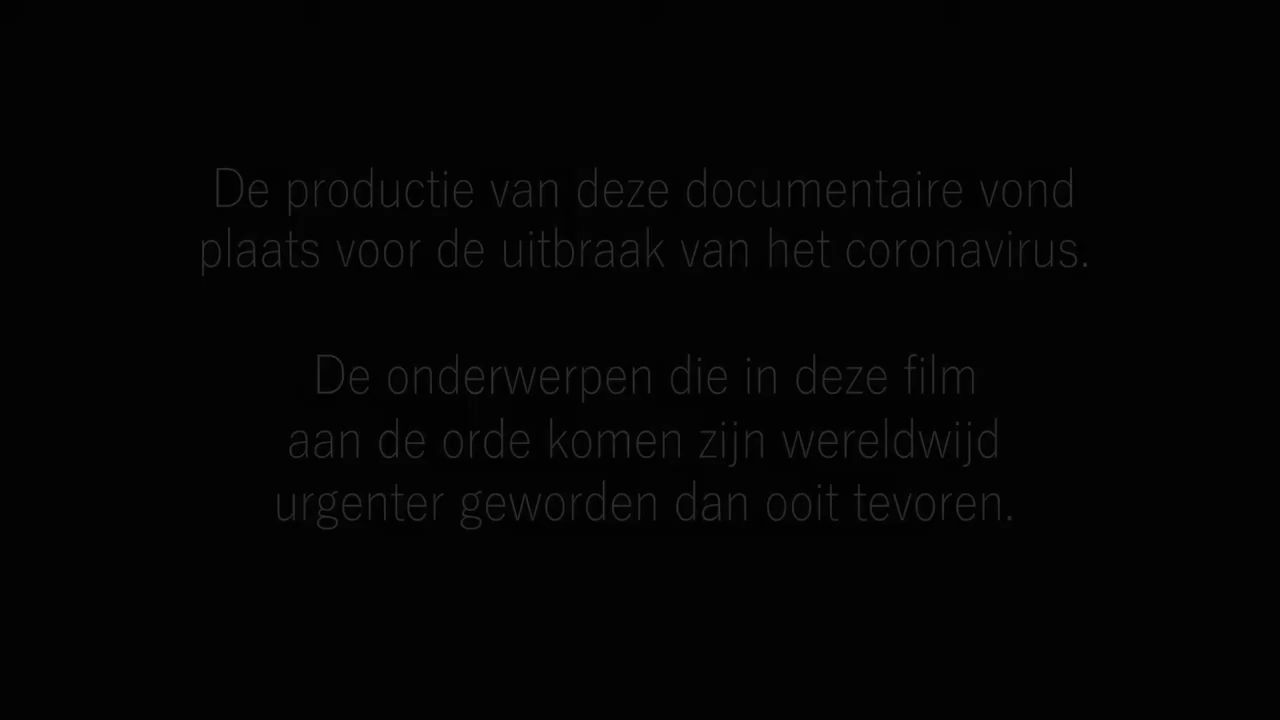 De productie van deze documentaire vond
plaats voor de uitbraak van het coronavirus.
De onderwerpen die in deze film
aan de orde komen zijn wereldwijd
urgenter geworden dan ooit tevoren.